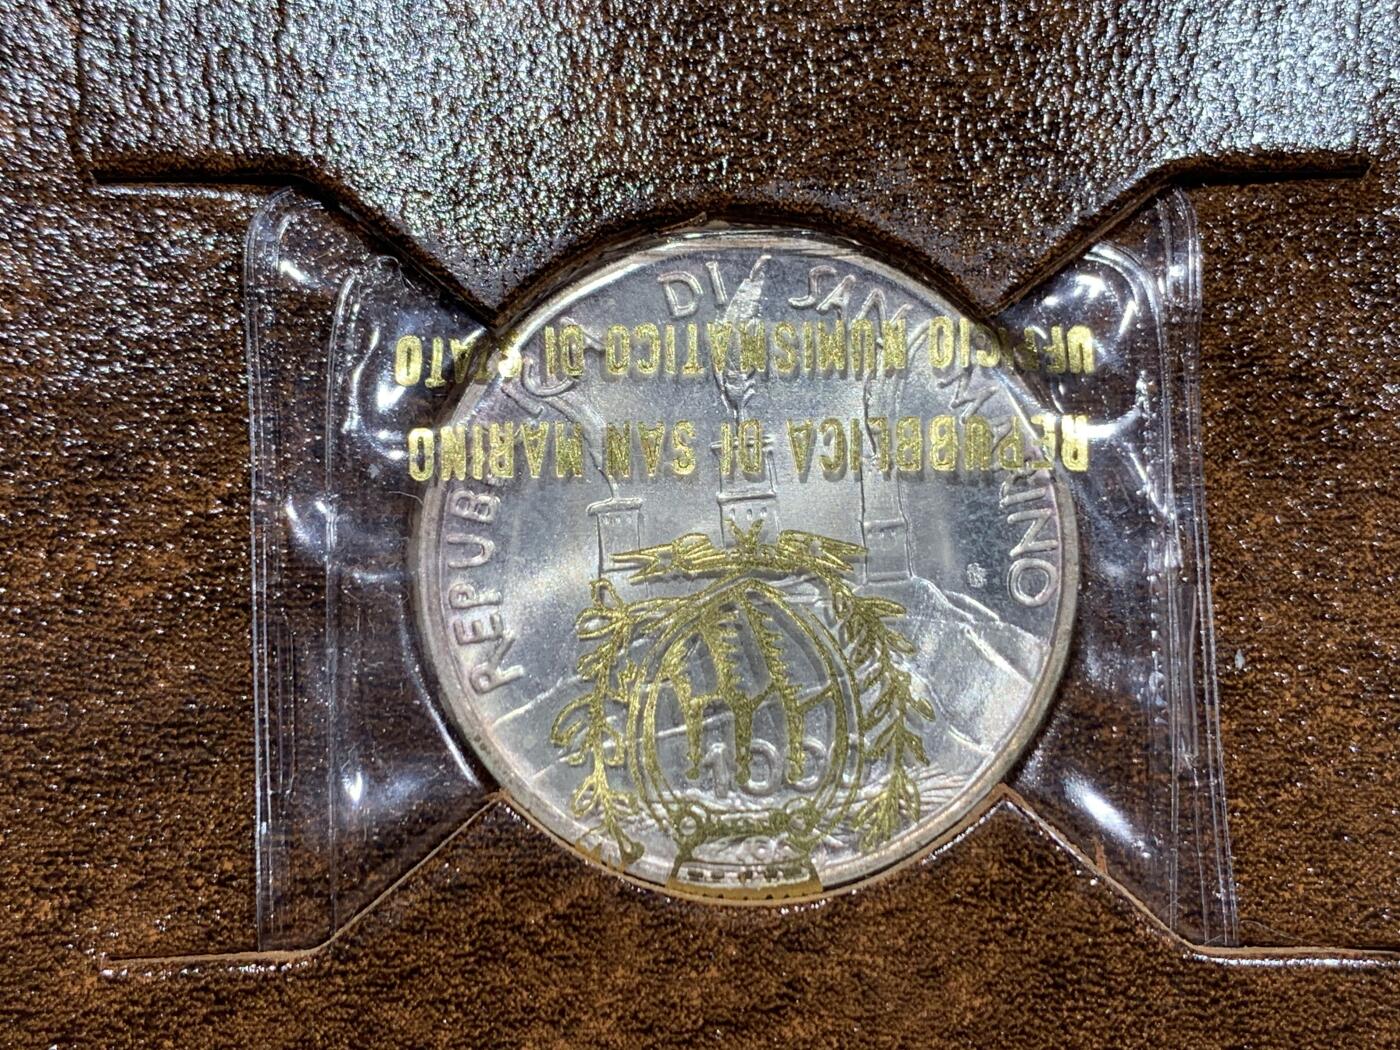 REPUBBLICA DI SAN MARINO
UFFICIO NUMISMATICO DI STATO
REPUBBLICA DI SAN MARINO
100